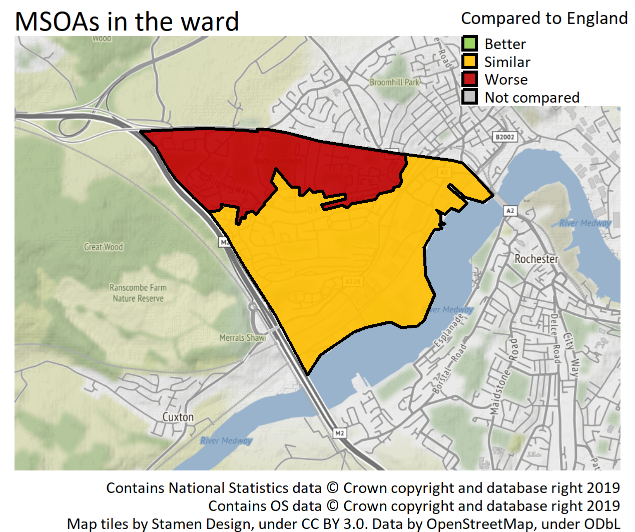 MSOAs in the ward
Compared to England
Better
Similar
Worse
Not compared
Wood
Road
Broomhill Park
B2002
A2
River Medway
Great Wood
M2
Rochester
Ranscombe Farm
Nature Reserve
River Medway
Merrals Shaw
Esplanade
Delce Road
City Way
Borstal Road
Maidstone Road
Cuxton
River Medway
M2
Contains National Statistics data © Crown copyright and database right 2019
Contains OS data © Crown copyright and database right 2019
Map tiles by Stamen Design, under CC BY 3.0. Data by OpenStreetMap, under ODbL